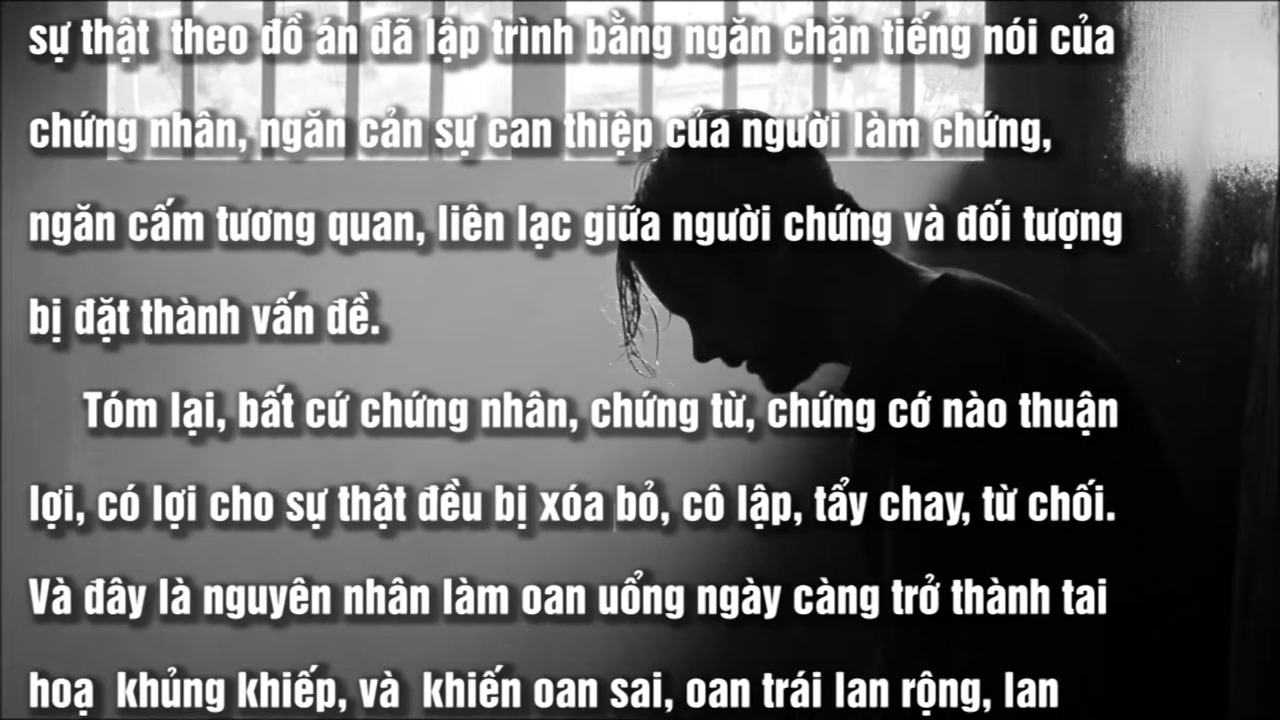 sự thật theo đồ án đã lập trình bằng ngăn chặn tiếng nói của
chứng nhân, ngăn cản sự can thiệp của người làm chứng,
ngăn cấm tương quan, liên lạc giữa người chứng và đối tượng
bị đặt thành vấn đề.
Tóm lại, bất cứ chứng nhân, chứng từ, chứng cớ nào thuận
lợi, có lợi cho sự thật đều bị xóa bỏ, cô lập, tẩy chay, từ chối.
Và đây là nguyên nhân làm oan uổng ngày càng trở thành tai
hoạ khủng khiếp, và khiến oan sai, oan trái lan rộng, lan